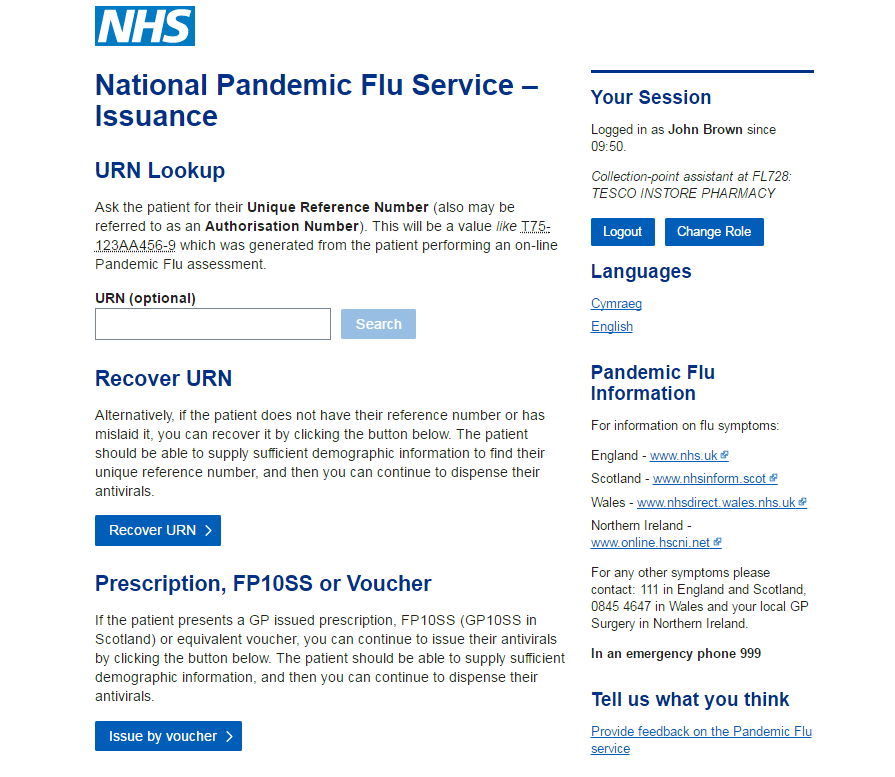 NHS
National Pandemic Flu Service –
Issuance
URN Lookup
Ask the patient for their Unique Reference Number (also may be
referred to as an Authorisation Number). This will be a value like T75-
123AA456-9 which was generated from the patient performing an on-line
Pandemic Flu assessment.
URN (optional)
Search
Recover URN
Alternatively, if the patient does not have their reference number or has
mislaid it, you can recover it by clicking the button below. The patient
should be able to supply sufficient demographic information to find their
unique reference number, and then you can continue to dispense their
antivirals.
Recover URN
Prescription, FP10SS or Voucher
If the patient presents a GP issued prescription, FP10SS (GP10SS in
Scotland) or equivalent voucher, you can continue to issue their antivirals
by clicking the button below. The patient should be able to supply sufficient
demographic information, and then you can continue to dispense their
antivirals.
Issue by voucher
Your Session
Logged in as John Brown since
09:50.
Collection-point assistant at FL728:
TESCO INSTORE PHARMACY
Logout
Change Role
Languages
Cymraeg
English
Pandemic Flu
Information
For information on flu symptoms:
England - www.nhs.uk
Scotland - www.nhsinform.scot
Wales - www.nhsdirect.wales.nhs.uk
Northern Ireland -
www.online.hscni.net
For any other symptoms please
contact: 111 in England and Scotland,
0845 4647 in Wales and your local GP
Surgery in Northern Ireland.
In an emergency phone 999
Tell us what you think
Provide feedback on the Pandemic Flu
service